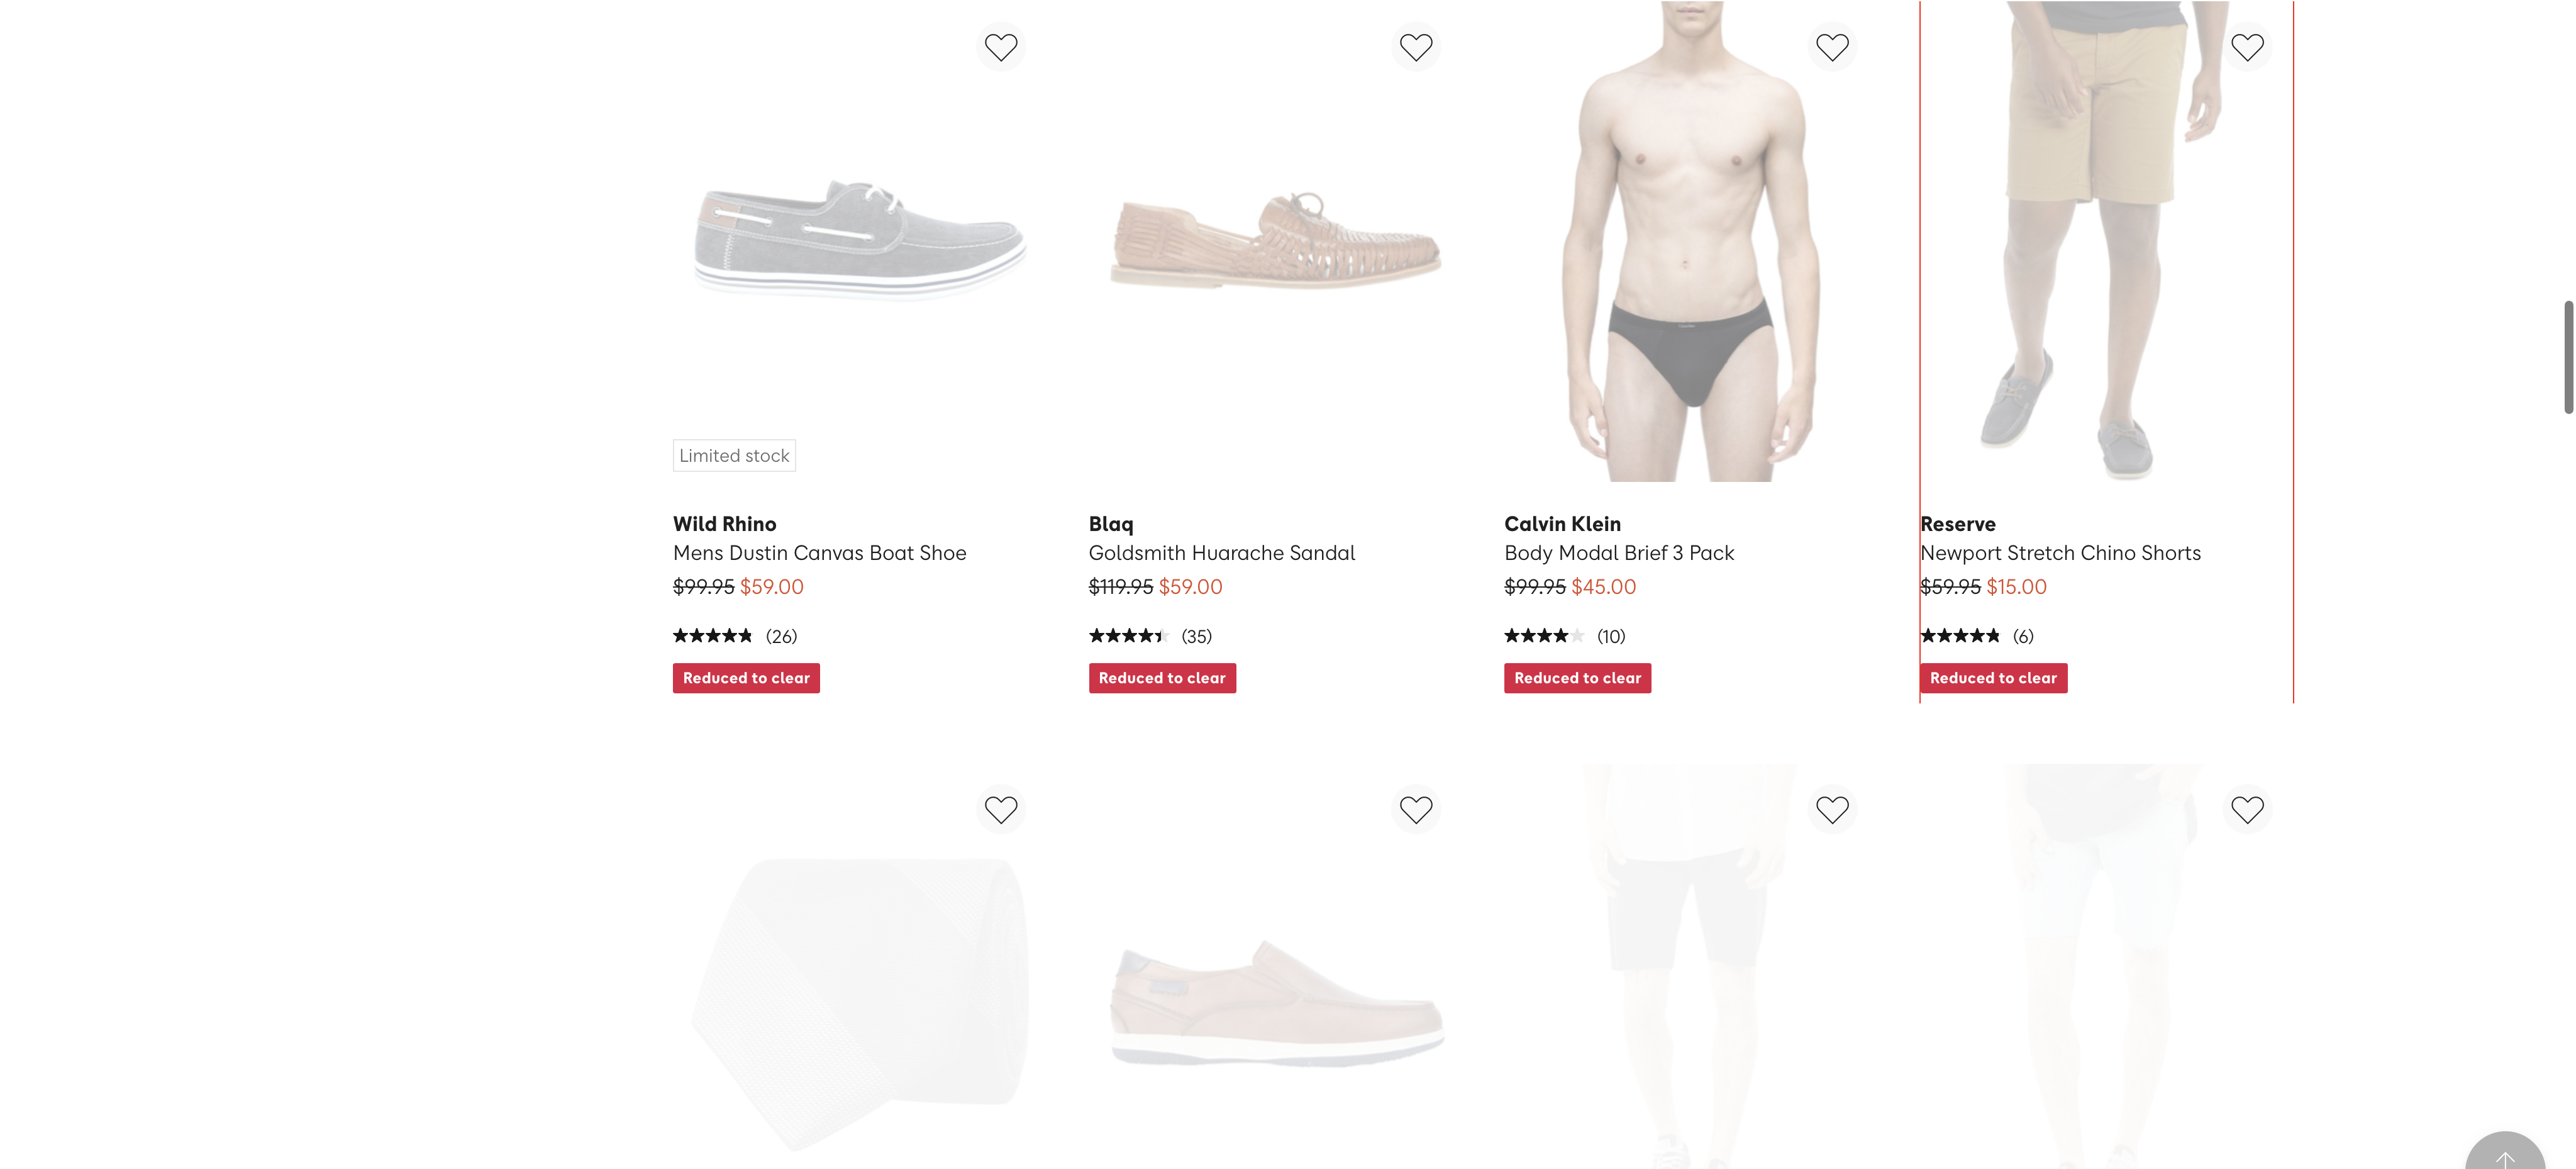 Limited stock
Wild Rhino
Mens Dustin Canvas Boat Shoe
$99.95 $59.00
(26)
Reduced to clear
Blaq
Goldsmith Huarache Sandal
$119.95 $59.00
(35)
Reduced to clear
Calvin Klein
Body Modal Brief 3 Pack
$99.95 $45.00
(10)
Reduced to clear
Reserve
Newport Stretch Chino Shorts
$59.95 $15.00
(6)
Reduced to clear